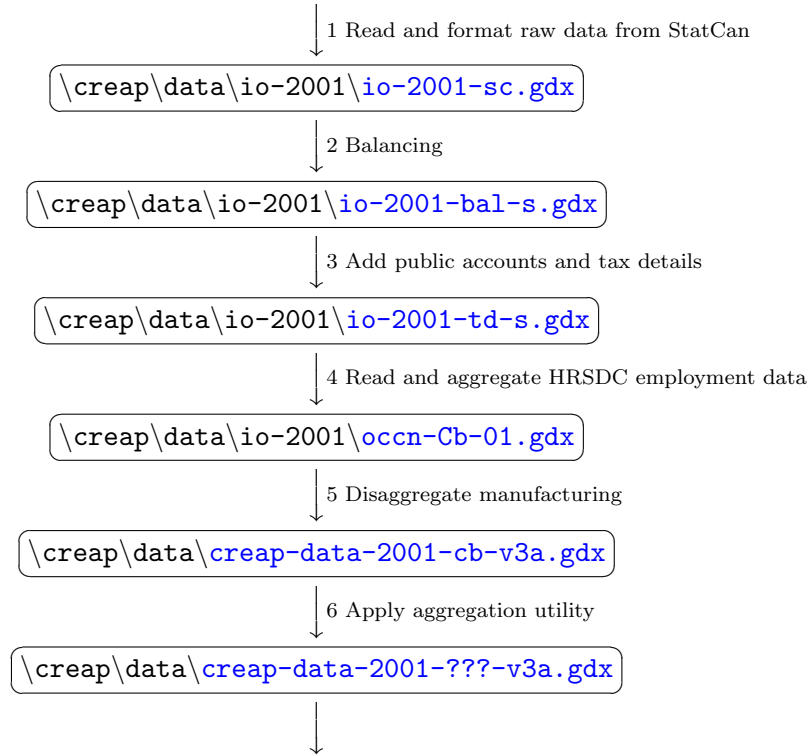 1 Read and format raw data from StatCan
\creap\data\io-2001\io-2001-sc.gdx
2 Balancing
\creap\data\io-2001\io-2001-bal-s.gdx
3 Add public accounts and tax details
\creap\data\io-2001\io-2001-td-s.gdx
4 Read and aggregate HRSDC employment data
\creap\data\io-2001\occn-Cb-01.gdx
5 Disaggregate manufacturing
\creap\data\creap-data-2001-cb-v3a.gdx
6 Apply aggregation utility
\creap\data\creap-data-2001-???-v3a.gdx